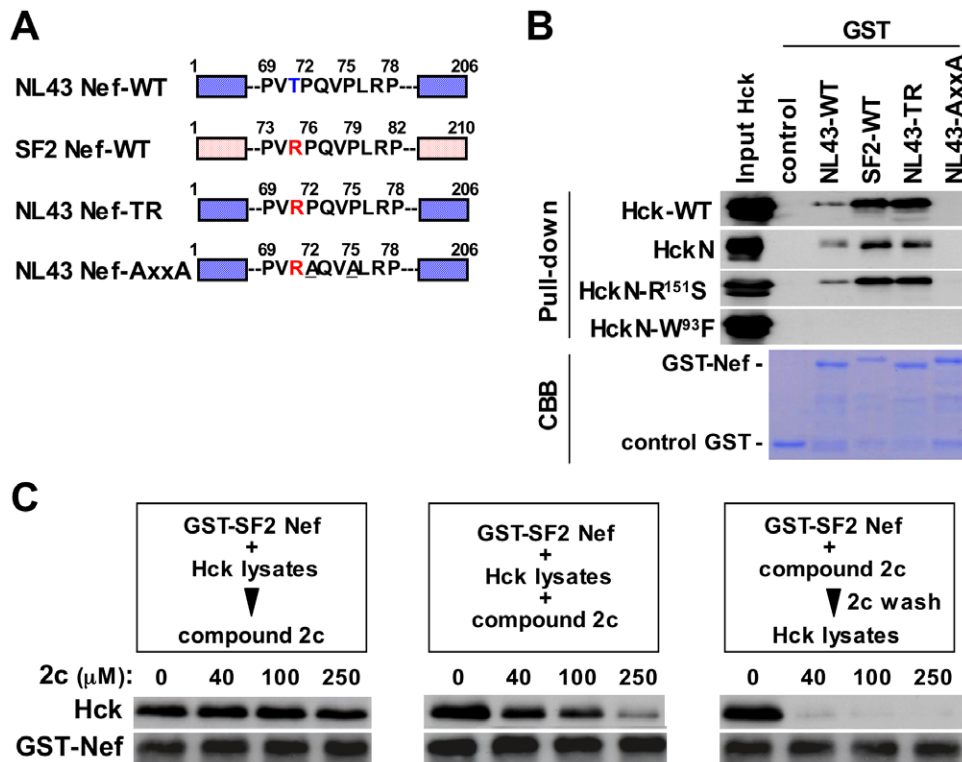 A
1 69 72 75 78 206
NL43 Nef-WT --PVTPQVPLRP---
1 73 76 79 82 210
SF2 Nef-WT --PVRPQVPLRP---
1 69 72 75 78 206
NL43 Nef-TR --PVRPQVPLRP---
1 69 72 75 78 206
NL43 Nef-AxxA --PVRAQVALRP---
B
GST
Input Hck
control
NL43-WT
SF2-WT
NL43-TR
NL43-AxxA
Pull-down
Hck-WT
HckN
HckN-R¹⁵¹S
HckN-W⁹³F
CBB
GST-Nef -
control GST -
C
GST-SF2 Nef
+
Hck lysates
compound 2c
GST-SF2 Nef
+
Hck lysates
+
compound 2c
GST-SF2 Nef
+
compound 2c
2c wash
Hck lysates
2c (μM): 0 40 100 250 0 40 100 250 0 40 100 250
Hck
GST-Nef